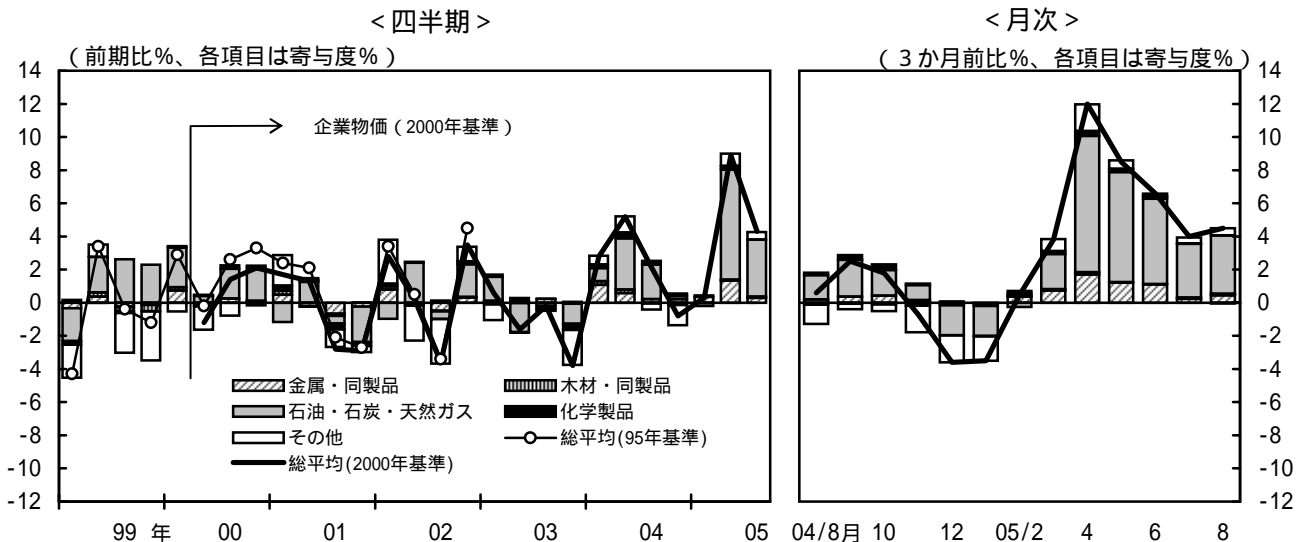 ＜四半期＞
（前期比％、各項目は寄与度％）
14
12
10
8
6
4
2
0
-2
-4
-6
-8
-10
-12
企業物価（2000年基準）
金属・同製品
木材・同製品
石油・石炭・天然ガス
化学製品
その他
総平均(95年基準)
総平均(2000年基準)
99 年 00 01 02 03 04 05
＜月次＞
（３か月前比％、各項目は寄与度％）
14
12
10
8
6
4
2
0
-2
-4
-6
-8
-10
-12
04/8月 10 12 05/2 4 6 8